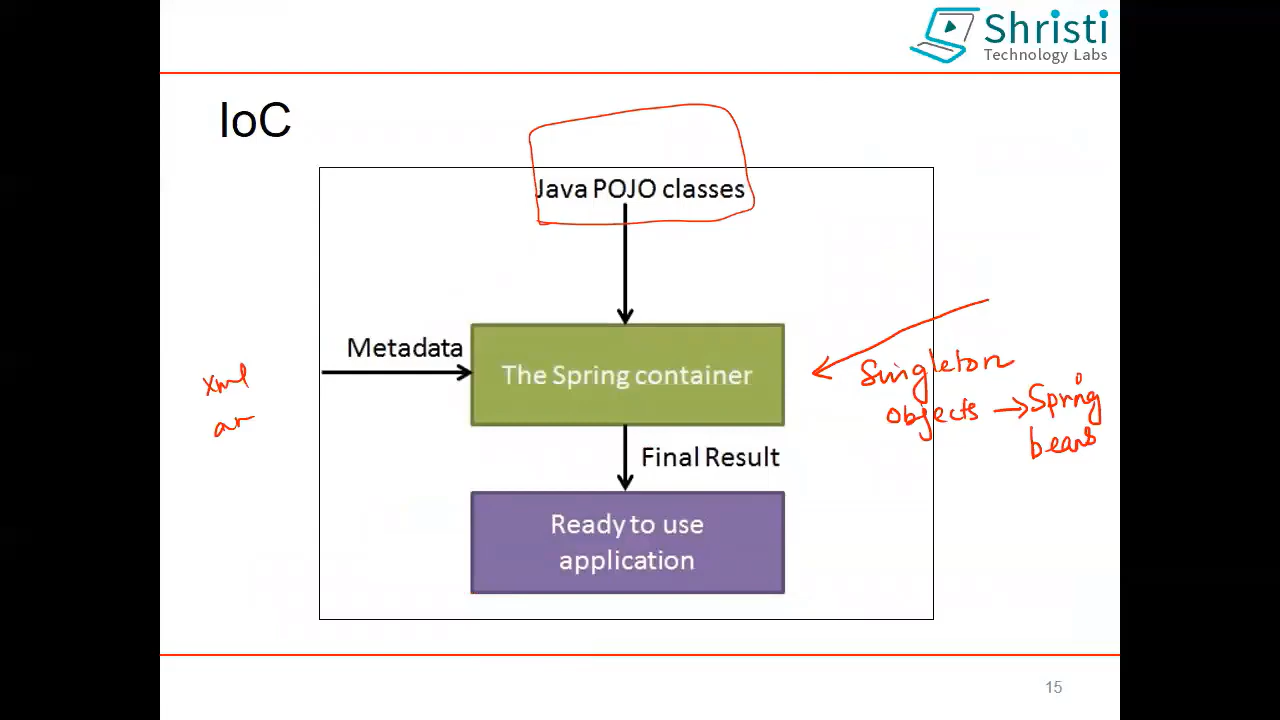 Shristi
Technology Labs
IoC
Java POJO classes
Metadata
The Spring container
xml
an
Singleton
objects → Spring
beans
Final Result
Ready to use
application
15